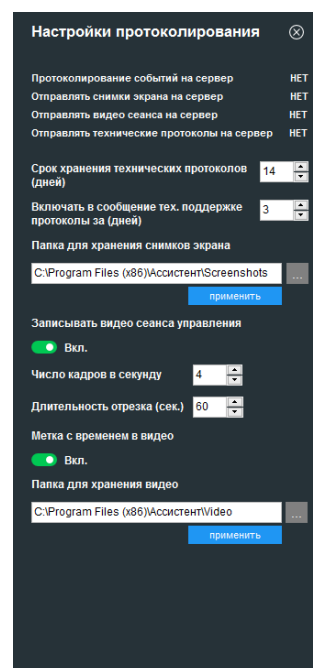 Настройки протоколирования
Протоколирование событий на сервер НЕТ
Отправлять снимки экрана на сервер НЕТ
Отправлять видео сеанса на сервер НЕТ
Отправлять технические протоколы на сервер НЕТ
Срок хранения технических протоколов
(дней) 14
Включать в сообщение тех. поддержке
протоколы за (дней) 3
Папка для хранения снимков экрана
C:\Program Files (x86)\Ассистент\Screenshots ...
применить
Записывать видео сеанса управления
Вкл.
Число кадров в секунду 4
Длительность отрезка (сек.) 60
Метка с временем в видео
Вкл.
Папка для хранения видео
C:\Program Files (x86)\Ассистент\Video ...
применить